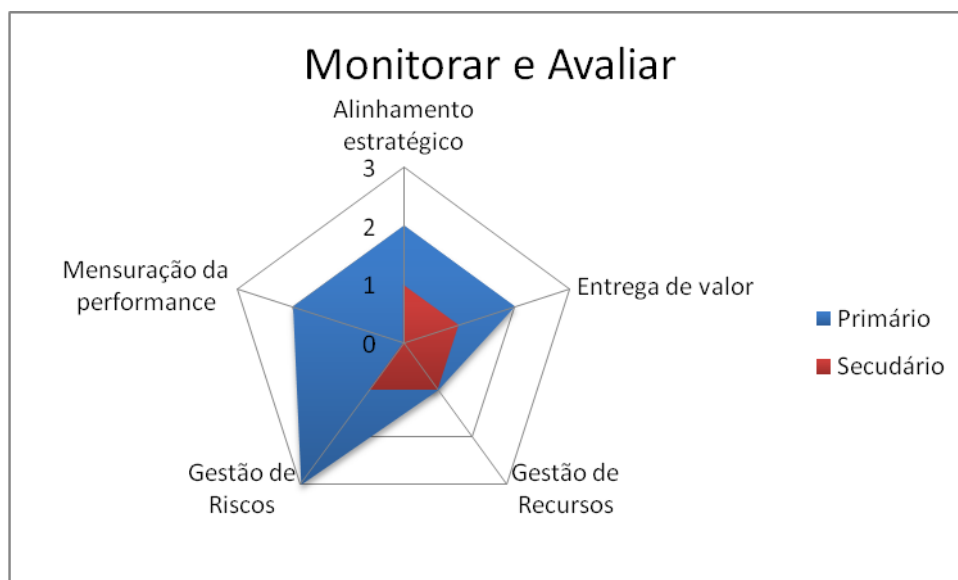 Monitorar e Avaliar
Alinhamento
estratégico
3
2
1
0
Mensuração da
performance
Entrega de valor
Gestão de
Riscos
Gestão de
Recursos
Primário
Secudário